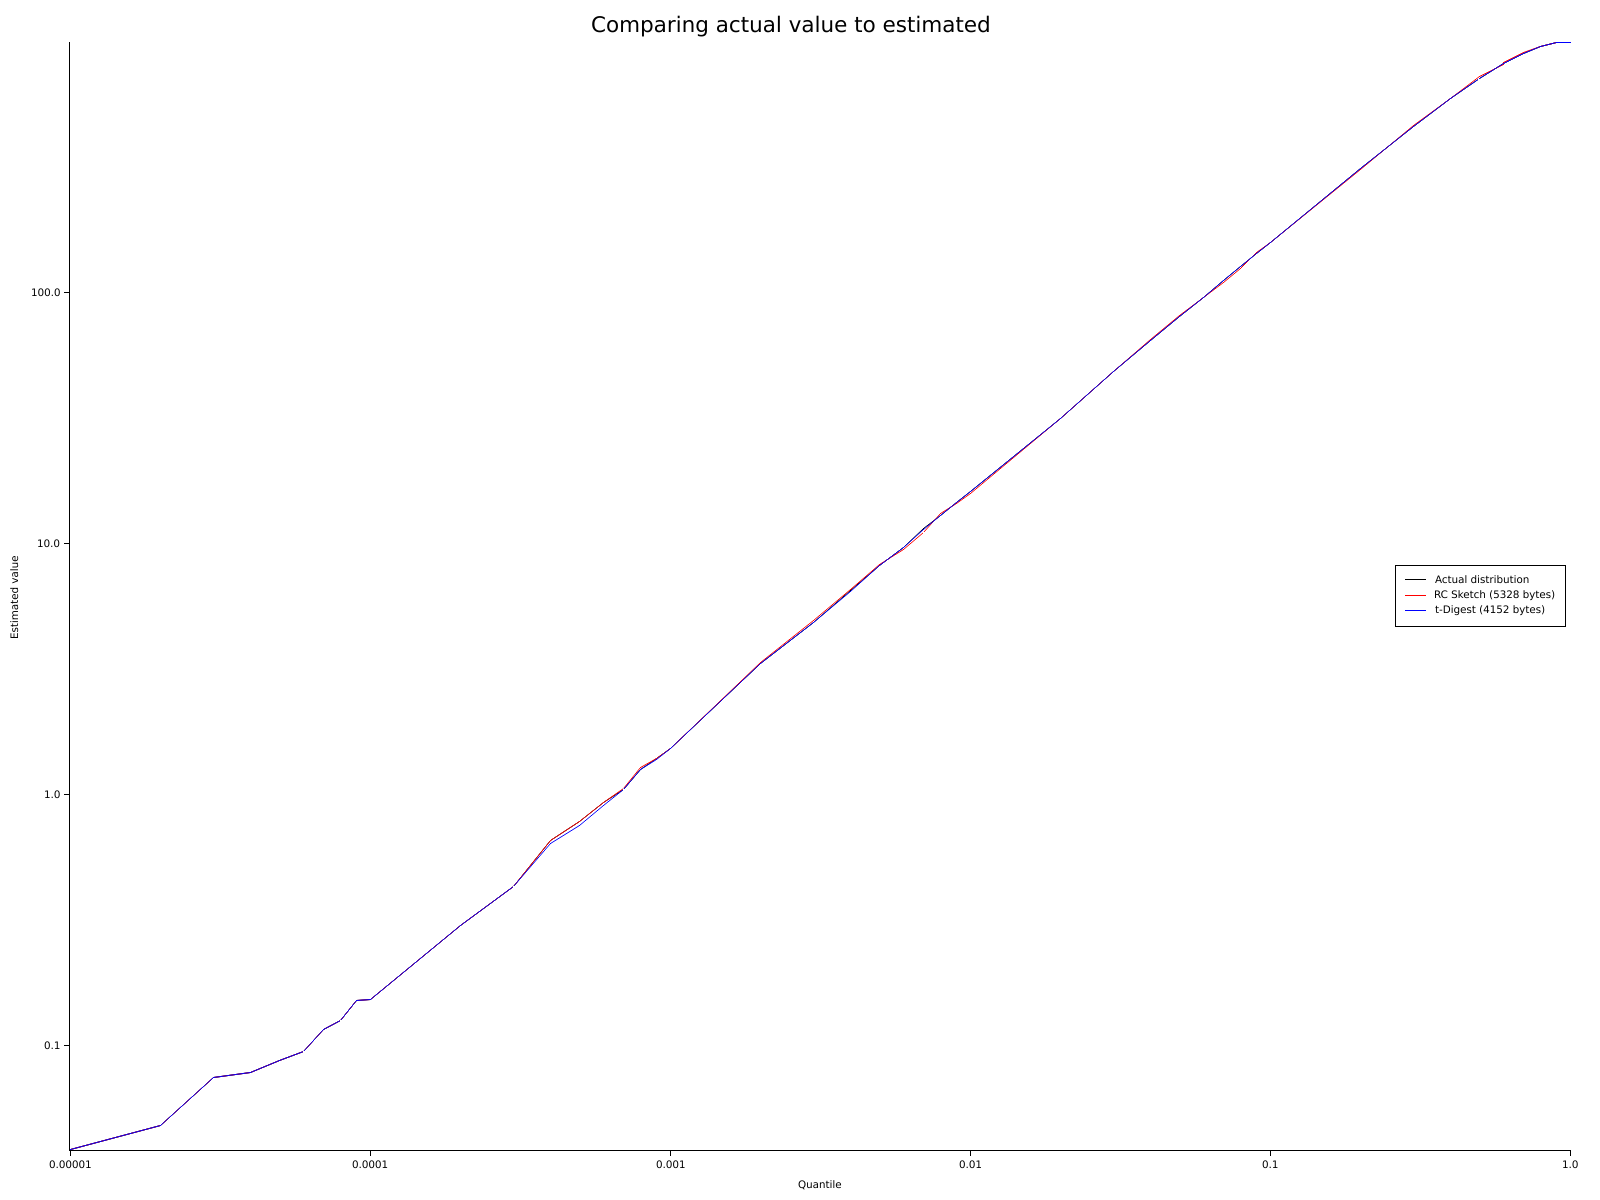 Comparing actual value to estimated
100.0
10.0
1.0
0.1
Estimated value
Actual distribution
RC Sketch (5328 bytes)
t-Digest (4152 bytes)
0.00001
0.0001
0.001
0.01
0.1
1.0
Quantile